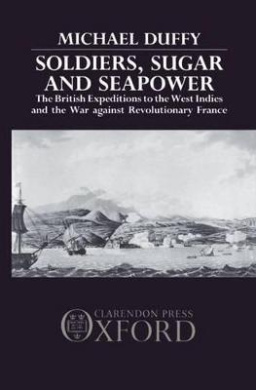 MICHAEL DUFFY
SOLDIERS, SUGAR
AND SEAPOWER
The British Expeditions to the West Indies
and the War against Revolutionary France
CLARENDON PRESS
OXFORD